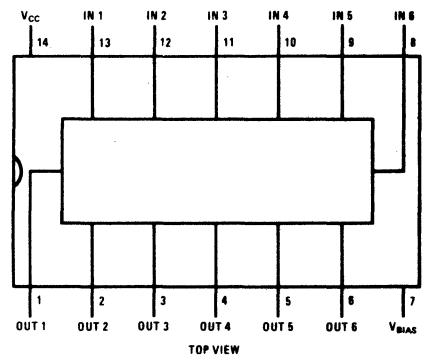 VCC IN 1 IN 2 IN 3 IN 4 IN 5 IN 6
14 13 12 11 10 9 8
1 2 3 4 5 6 7
OUT 1 OUT 2 OUT 3 OUT 4 OUT 5 OUT 6 VBIAS
TOP VIEW